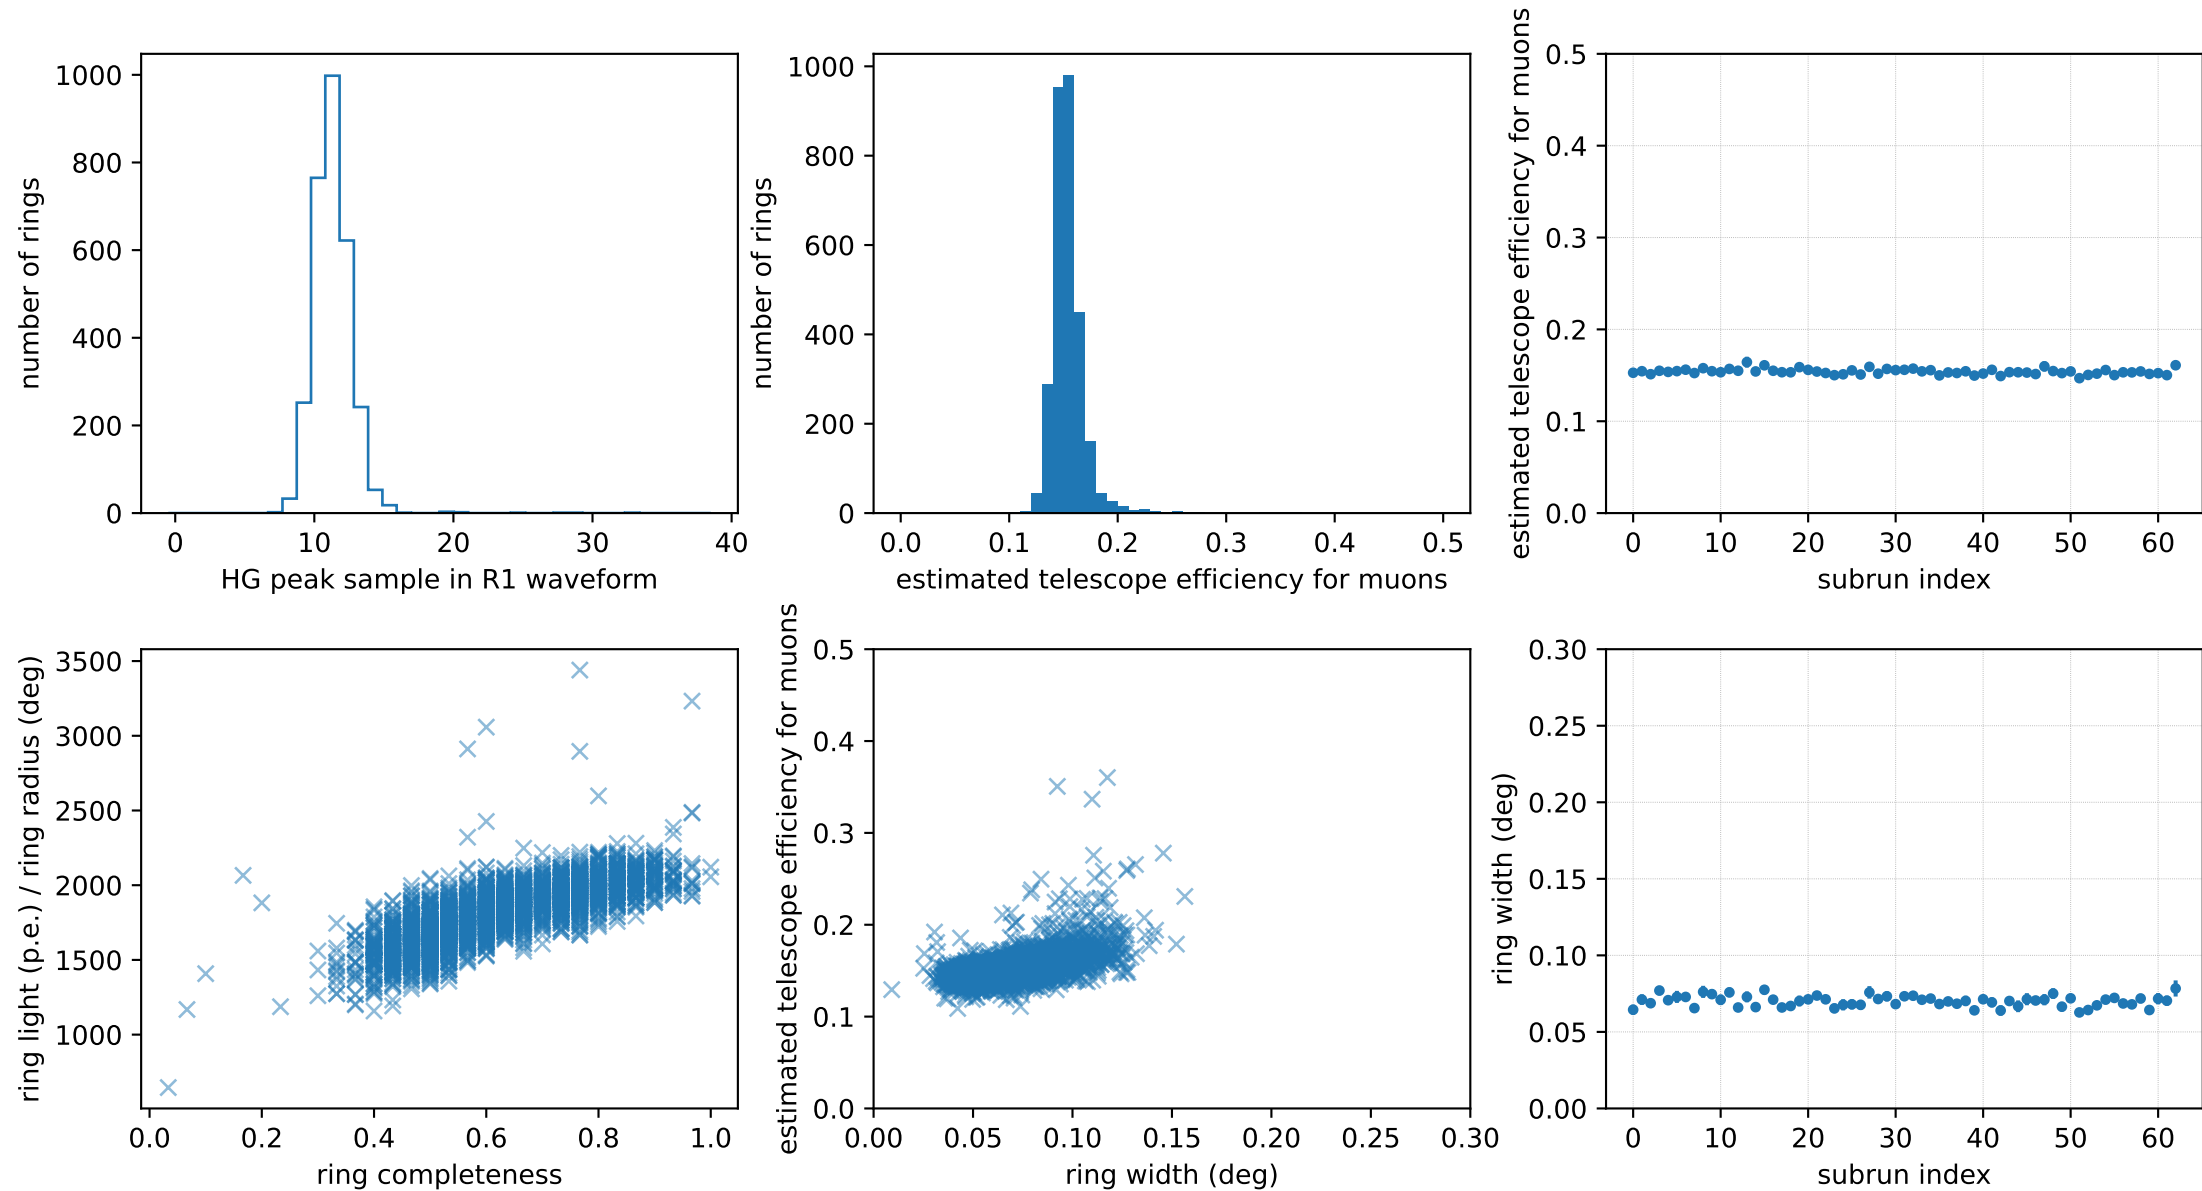 1000
800
600
400
200
0
number of rings
0 10 20 30 40
HG peak sample in R1 waveform
1000
800
600
400
200
0
number of rings
0.0 0.1 0.2 0.3 0.4 0.5
estimated telescope efficiency for muons
0.5
0.4
0.3
0.2
0.1
0.0
estimated telescope efficiency for muons
0 10 20 30 40 50 60
subrun index
3500
3000
2500
2000
1500
1000
ring light (p.e.) / ring radius (deg)
0.0 0.2 0.4 0.6 0.8 1.0
ring completeness
0.5
0.4
0.3
0.2
0.1
0.0
estimated telescope efficiency for muons
0.00 0.05 0.10 0.15 0.20 0.25 0.30
ring width (deg)
0.30
0.25
0.20
0.15
0.10
0.05
0.00
ring width (deg)
0 10 20 30 40 50 60
subrun index